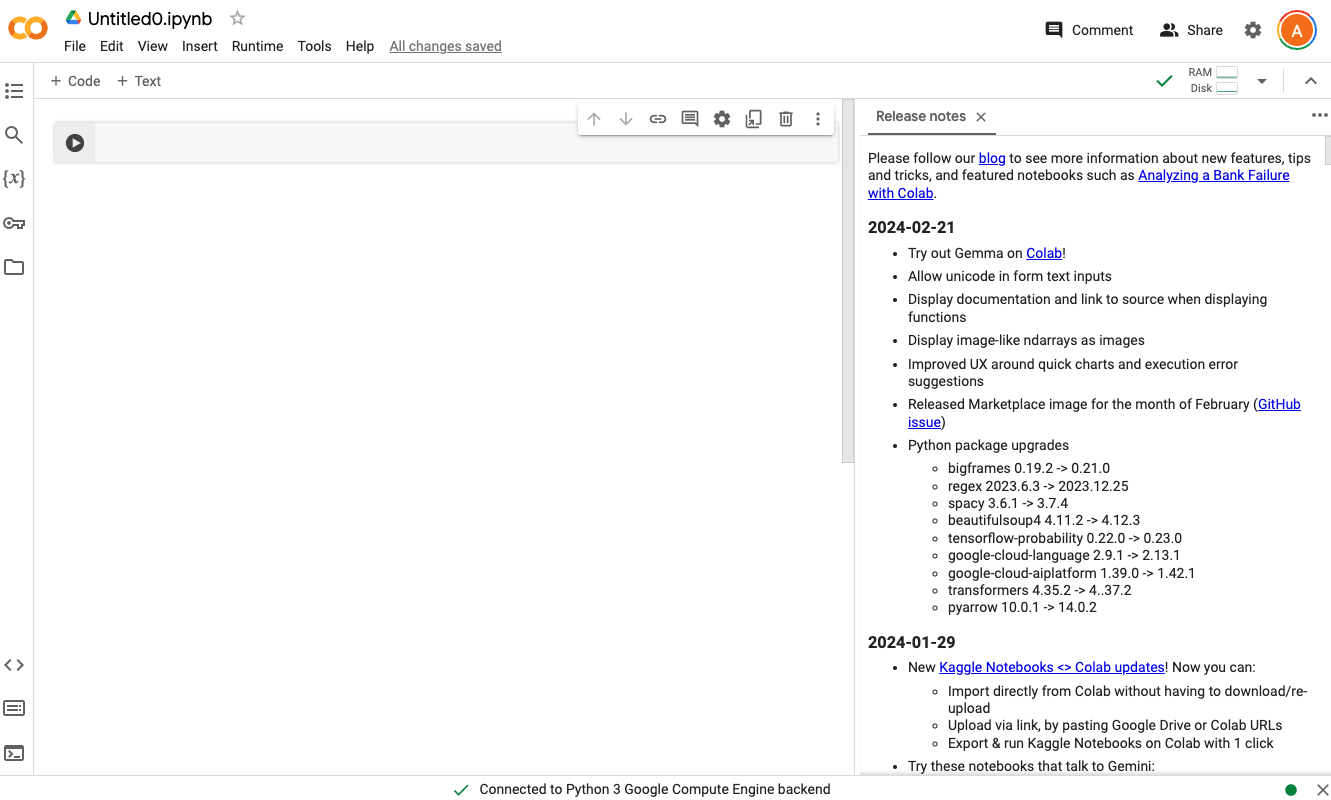 Untitled0.ipynb
File Edit View Insert Runtime Tools Help All changes saved
Comment
Share
A
+ Code + Text
RAM
Disk
{x}
Release notes
Please follow our blog to see more information about new features, tips
and tricks, and featured notebooks such as Analyzing a Bank Failure
with Colab.
2024-02-21
Try out Gemma on Colab!
Allow unicode in form text inputs
Display documentation and link to source when displaying
functions
Display image-like ndarrays as images
Improved UX around quick charts and execution error
suggestions
Released Marketplace image for the month of February (GitHub
issue)
Python package upgrades
bigframes 0.19.2 -> 0.21.0
regex 2023.6.3 -> 2023.12.25
spacy 3.6.1 -> 3.7.4
beautifulsoup4 4.11.2 -> 4.12.3
tensorflow-probability 0.22.0 -> 0.23.0
google-cloud-language 2.9.1 -> 2.13.1
google-cloud-aiplatform 1.39.0 -> 1.42.1
transformers 4.35.2 -> 4..37.2
pyarrow 10.0.1 -> 14.0.2
2024-01-29
New Kaggle Notebooks <> Colab updates! Now you can:
Import directly from Colab without having to download/re-
upload
Upload via link, by pasting Google Drive or Colab URLs
Export & run Kaggle Notebooks on Colab with 1 click
Try these notebooks that talk to Gemini:
Connected to Python 3 Google Compute Engine backend